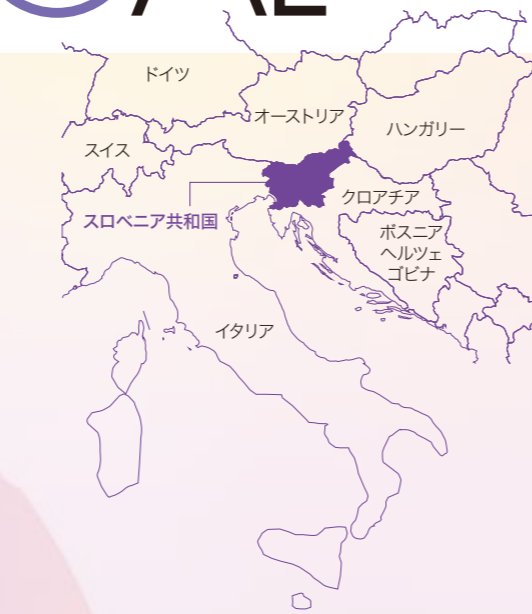 ドイツ
オーストリア
ハンガリー
スイス
クロアチア
スロベニア共和国
ボスニア
ヘルツェ
ゴビナ
イタリア